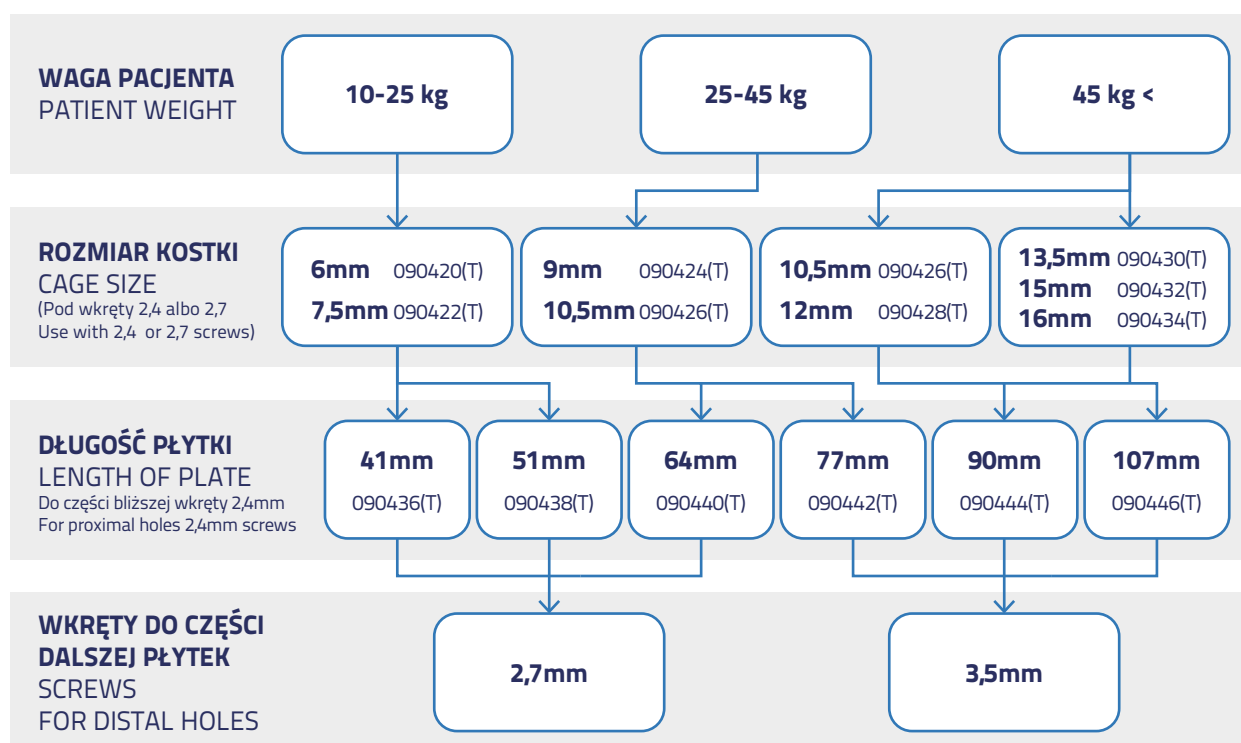 WAGA PACJENTA
PATIENT WEIGHT
10-25 kg
25-45 kg
45 kg <
ROZMIAR KOSTKI
CAGE SIZE
(Pod wkręty 2,4 albo 2,7
Use with 2,4 or 2,7 screws)
6mm 090420(T)
7,5mm 090422(T)
9mm 090424(T)
10,5mm 090426(T)
10,5mm 090426(T)
12mm 090428(T)
13,5mm 090430(T)
15mm 090432(T)
16mm 090434(T)
DŁUGOŚĆ PŁYTKI
LENGTH OF PLATE
Do części bliższej wkręty 2,4mm
For proximal holes 2,4mm screws
41mm
090436(T)
51mm
090438(T)
64mm
090440(T)
77mm
090442(T)
90mm
090444(T)
107mm
090446(T)
WKRĘTY DO CZĘŚCI
DALSZEJ PŁYTEK
SCREWS
FOR DISTAL HOLES
2,7mm
3,5mm